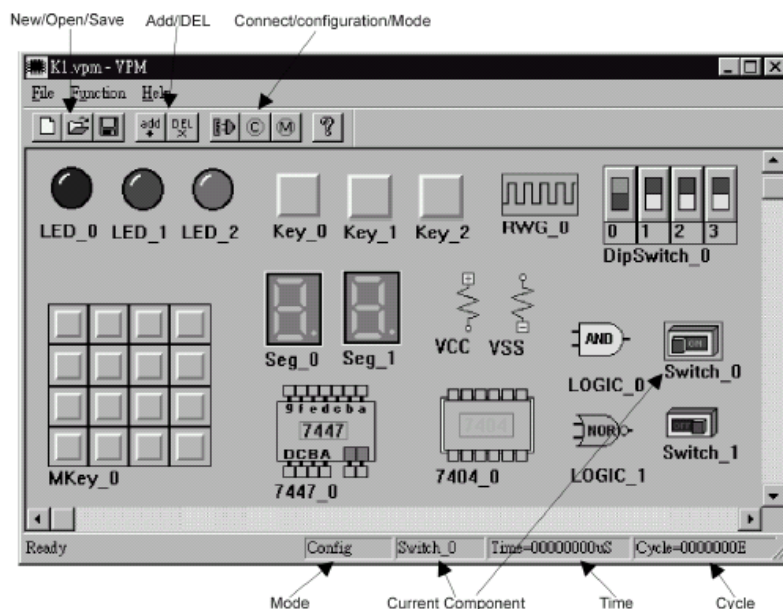 New/Open/Save Add/DEL Connect/configuration/Mode
K1.vpm - VPM
File Function Help
add DEL C M ?
LED_0 LED_1 LED_2 Key_0 Key_1 Key_2 RWG_0
0 1 2 3
DipSwitch_0
Seg_0 Seg_1 VCC VSS
AND
LOGIC_0
ON
Switch_0
gfedcba
7447
DCBA
7447_0
7404
7404_0
NOR
LOGIC_1
OFF
Switch_1
MKey_0
Ready Config Switch_0 Time=00000000uS Cycle=0000000E
Mode Current Component Time Cycle